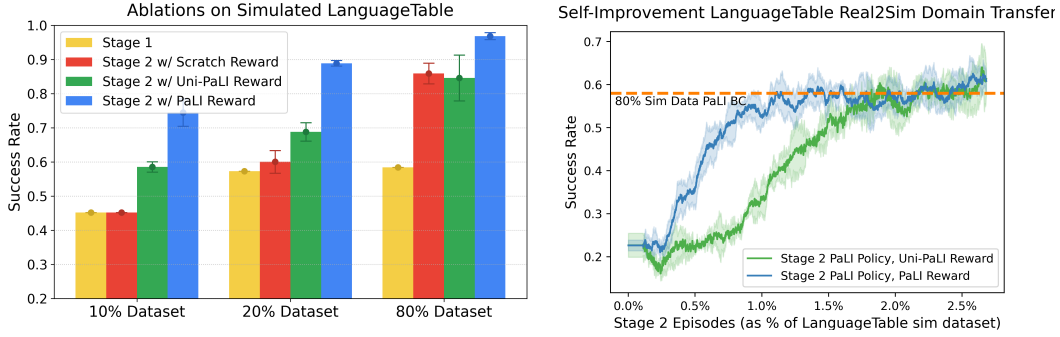 Ablations on Simulated LanguageTable
Success Rate
1.0
0.9
0.8
0.7
0.6
0.5
0.4
0.3
0.2
Stage 1
Stage 2 w/ Scratch Reward
Stage 2 w/ Uni-PaLI Reward
Stage 2 w/ PaLI Reward
10% Dataset
20% Dataset
80% Dataset
Self-Improvement LanguageTable Real2Sim Domain Transfer
Success Rate
0.7
0.6
0.5
0.4
0.3
0.2
80% Sim Data PaLI BC
Stage 2 PaLI Policy, Uni-PaLI Reward
Stage 2 PaLI Policy, PaLI Reward
0.0%
0.5%
1.0%
1.5%
2.0%
2.5%
Stage 2 Episodes (as % of LanguageTable sim dataset)